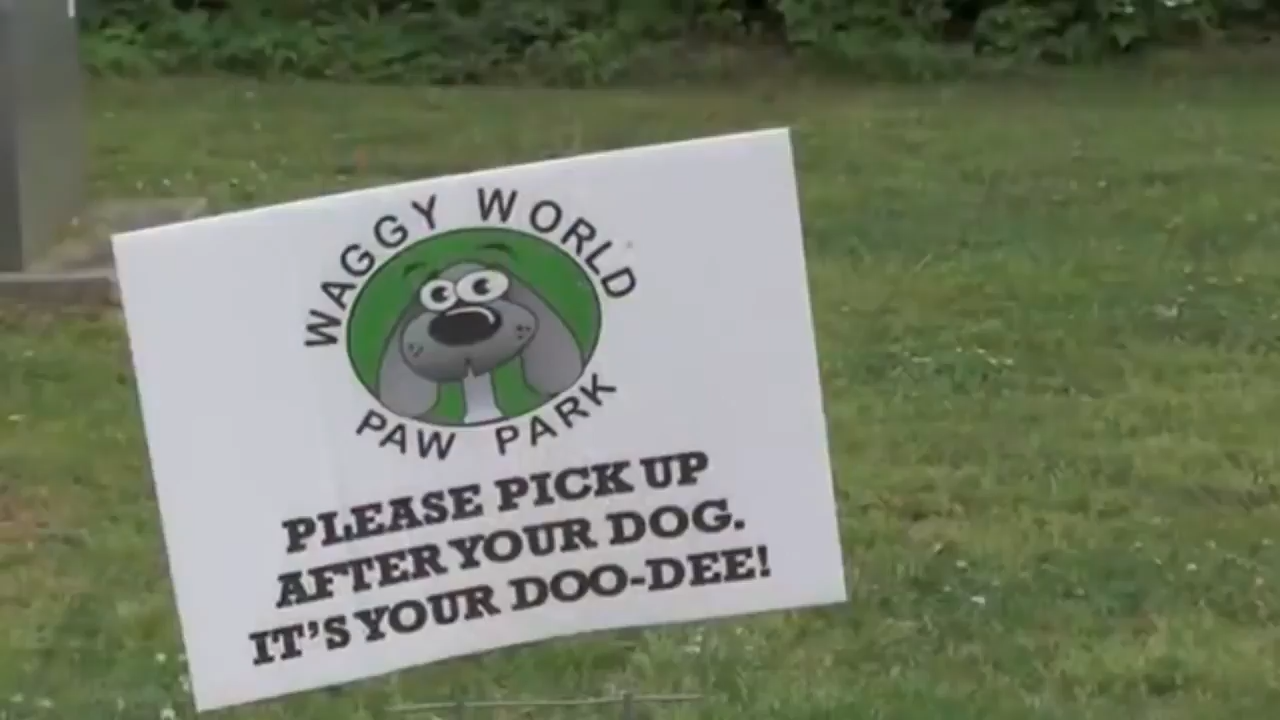 WAGGY WORLD
PAW PARK
PLEASE PICK UP
AFTER YOUR DOG.
IT'S YOUR DOO-DEE!